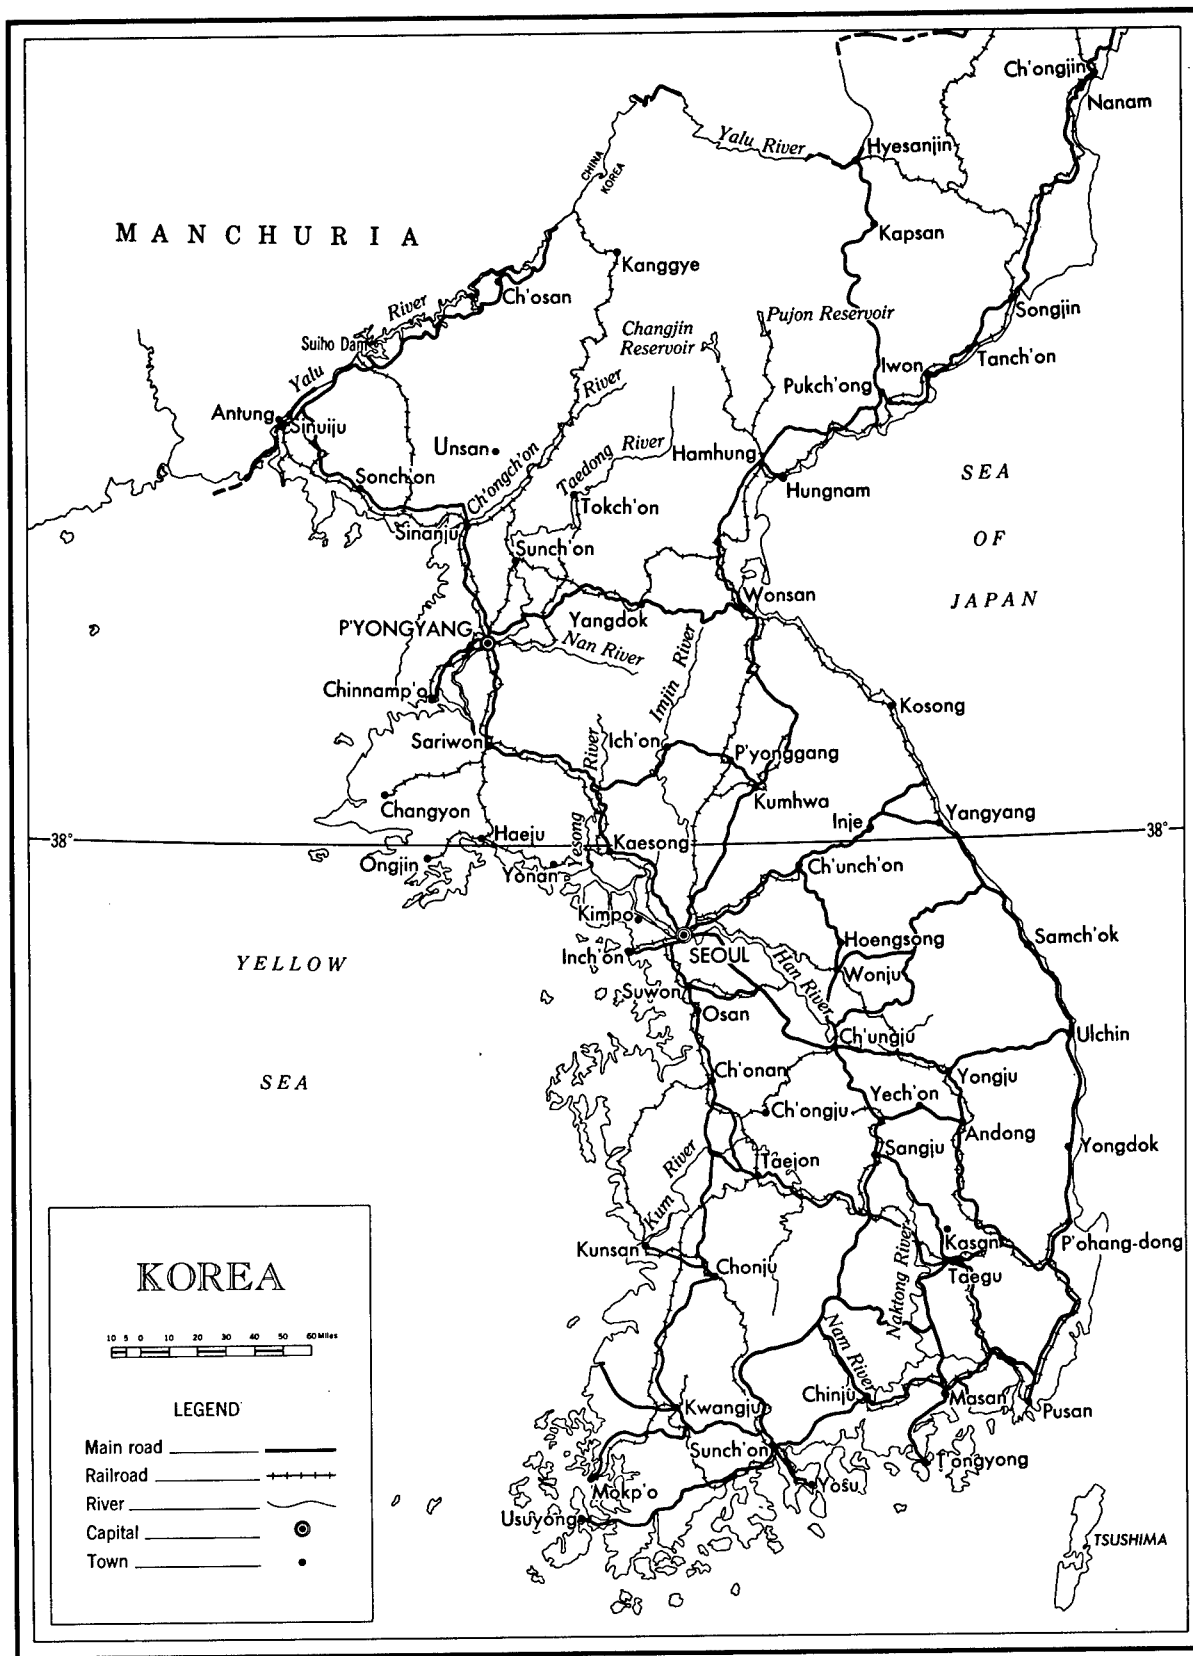 Ch'ongjin
Nanam
Yalu River
Hyesanjin
CHINA
KOREA
MANCHURIA
Kapsan
Kanggye
Ch'osan
River
Pujon Reservoir
Songjin
Changjin
Reservoir
Suiho Dam
Tanch'on
Iwon
Yalu
River
Pukch'ong
Antung
Sinuiju
Unsan
Taedong River
Hamhung
SEA
Sonch'on
Ch'ongch'on
Hungnam
Tokch'on
Sinanju
OF
Sunch'on
Wonsan
JAPAN
Yangdok
P'YONGYANG
Nan River
Imjin River
Chinnamp'o
Kosong
Sariwon
River
Ich'on
P'yonggang
Changyon
Kumhwa
Yangyang
Inje
38°
Haeju
Yesong
Kaesong
38°
Ongjin
Yonan
Ch'unch'on
Kimpo
Samch'ok
Hoengsong
Inch'on
SEOUL
Han River
YELLOW
Wonju
Suwon
Osan
Ch'ungju
Ulchin
Ch'onan
Yongju
SEA
Yech'on
Ch'ongju
Andong
Sangju
Yongdok
Taejon
Kum River
Kunsan
Kasan
P'ohang-dong
Chonju
Taegu
Naktong River
KOREA
10 5 0 10 20 30 40 50 60 Miles
Nam River
Chinju
Masan
LEGEND
Kwangju
Pusan
Main road
Sunch'on
Railroad
T'ongyong
Mokp'o
Yosu
River
Usuyong
Capital
TSUSHIMA
Town